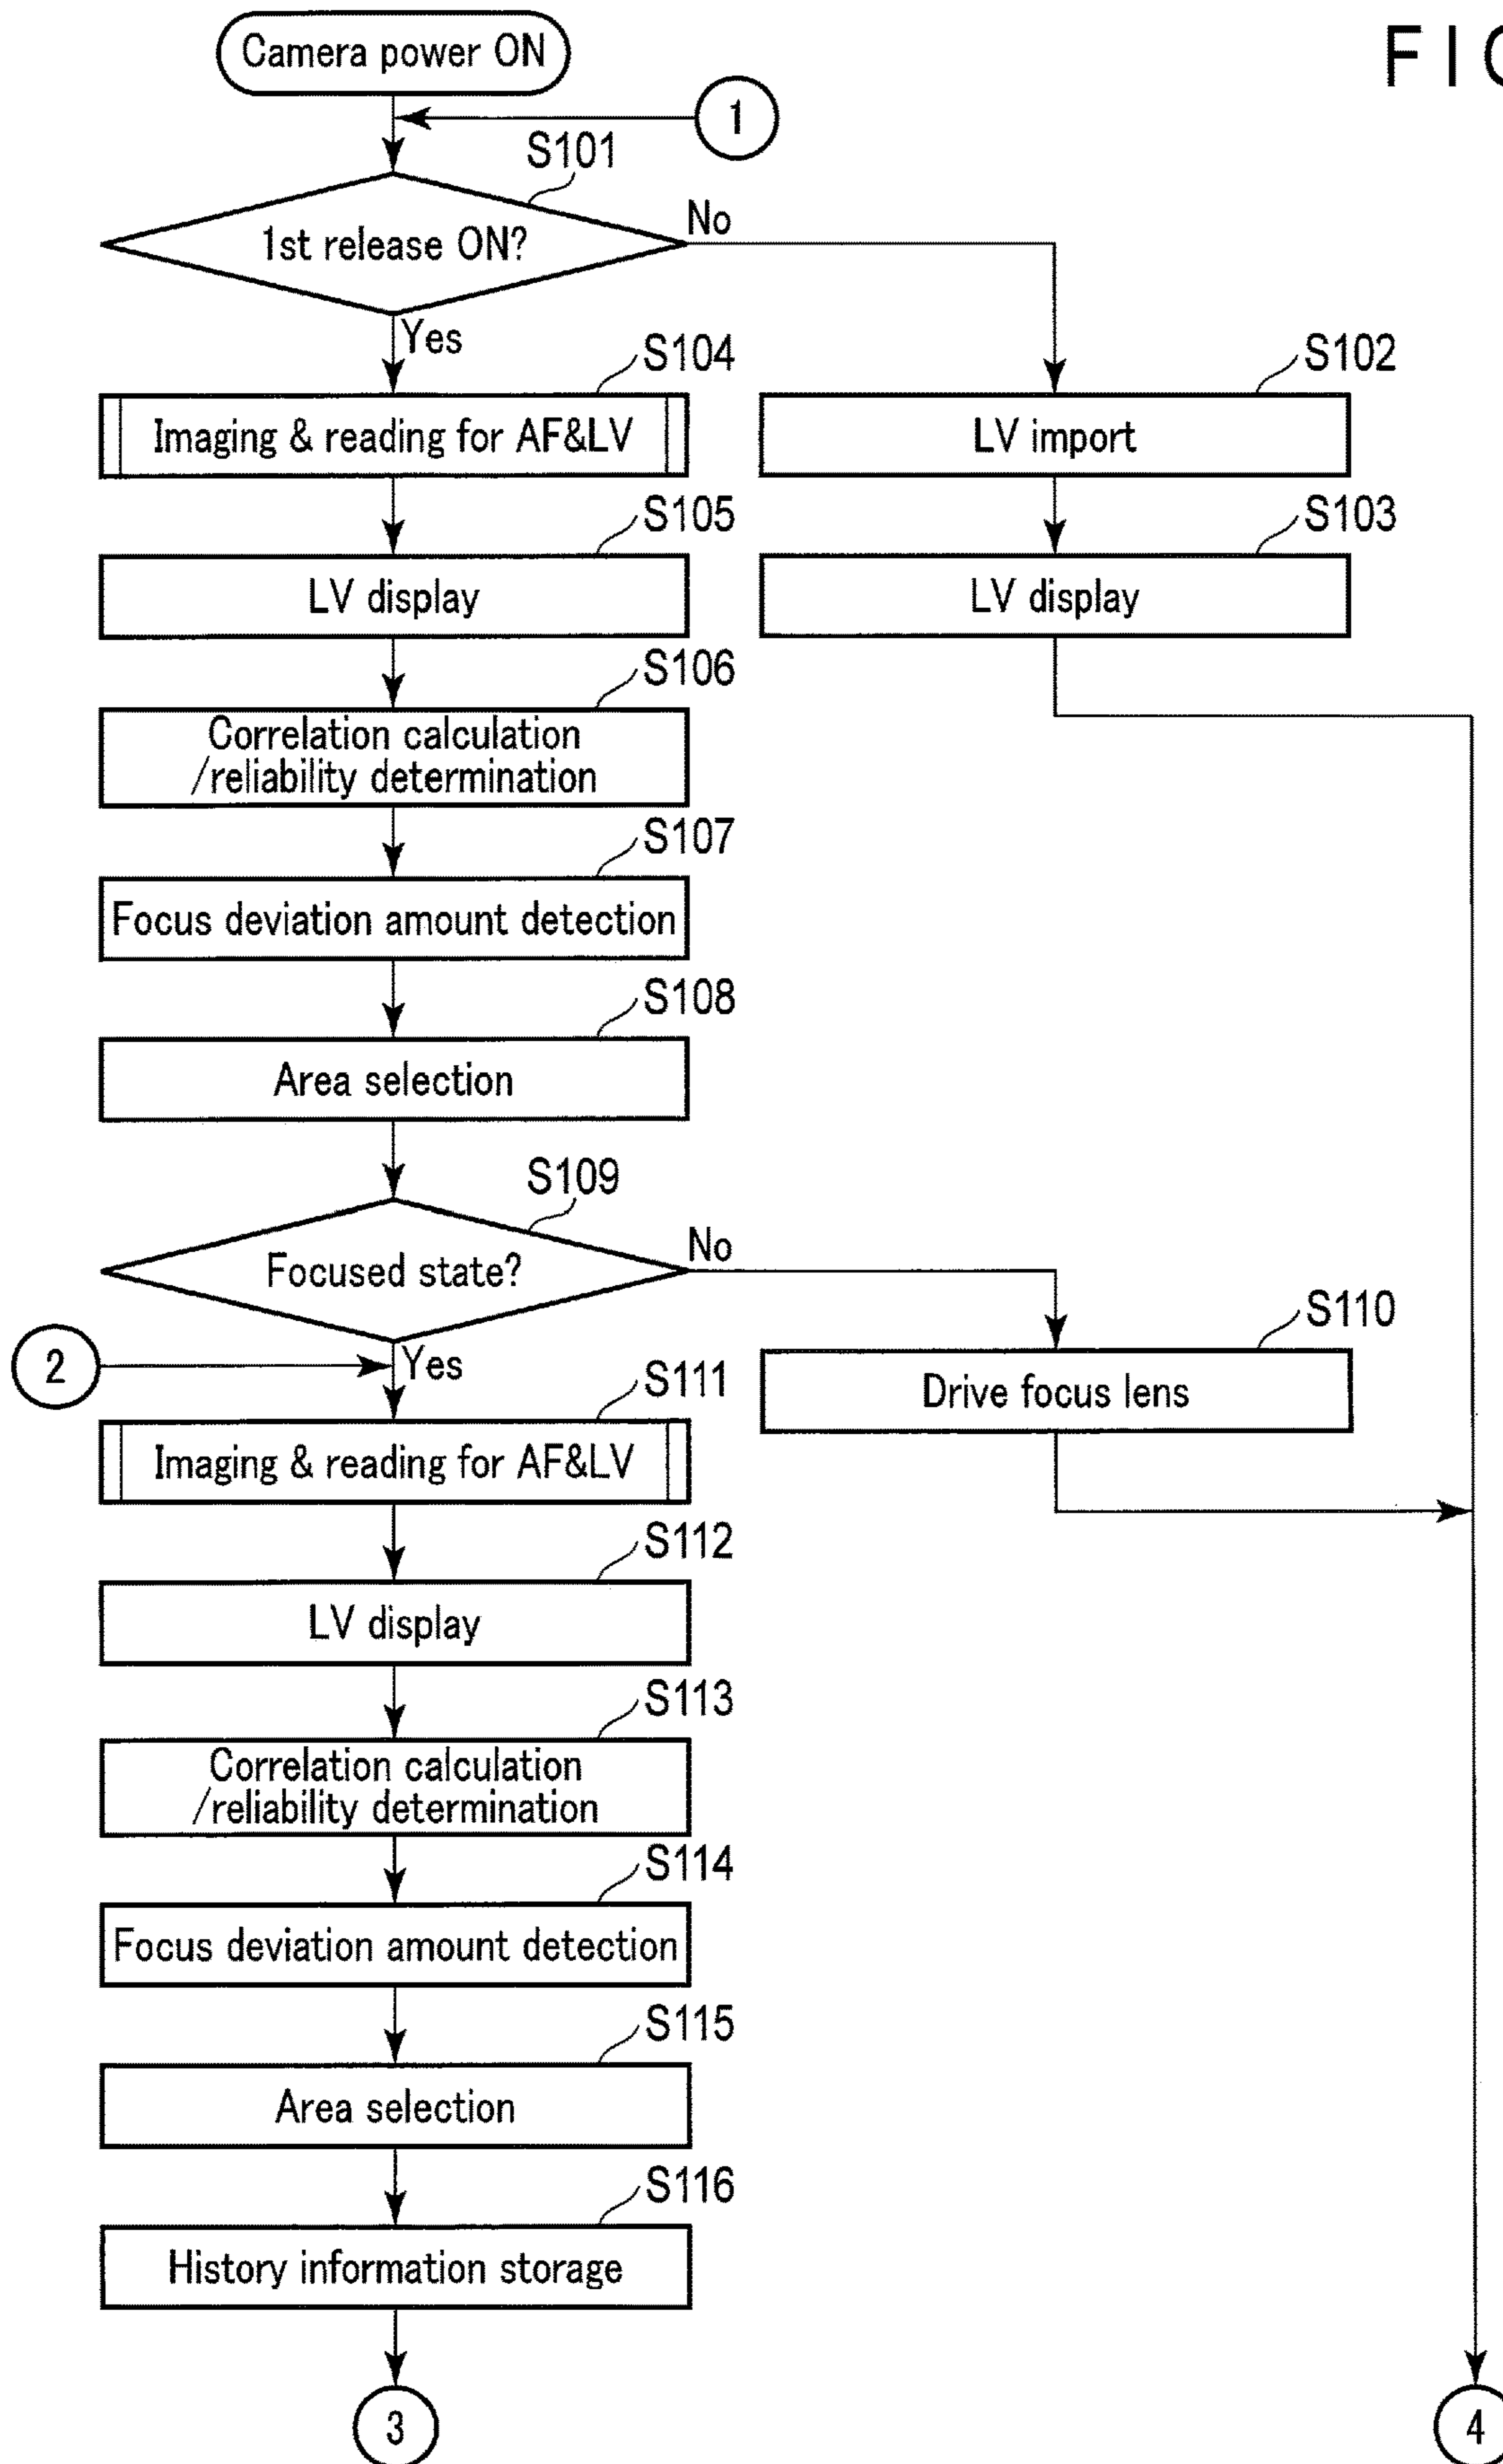 FIG
Camera power ON
1
S101
1st release ON?
No
Yes
S104
Imaging & reading for AF&LV
S102
LV import
S105
LV display
S103
LV display
S106
Correlation calculation
/reliability determination
S107
Focus deviation amount detection
S108
Area selection
S109
Focused state?
No
S110
Drive focus lens
2
Yes
S111
Imaging & reading for AF&LV
S112
LV display
S113
Correlation calculation
/reliability determination
S114
Focus deviation amount detection
S115
Area selection
S116
History information storage
3
4